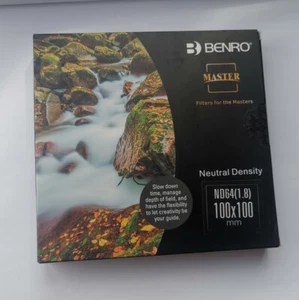 BENRO
MASTER
Filters for the Masters
Neutral Density
Slow down
time, manage
depth of field, and
have the flexibility
to let creativity be
your guide.
ND64(1.8)
100x100
mm